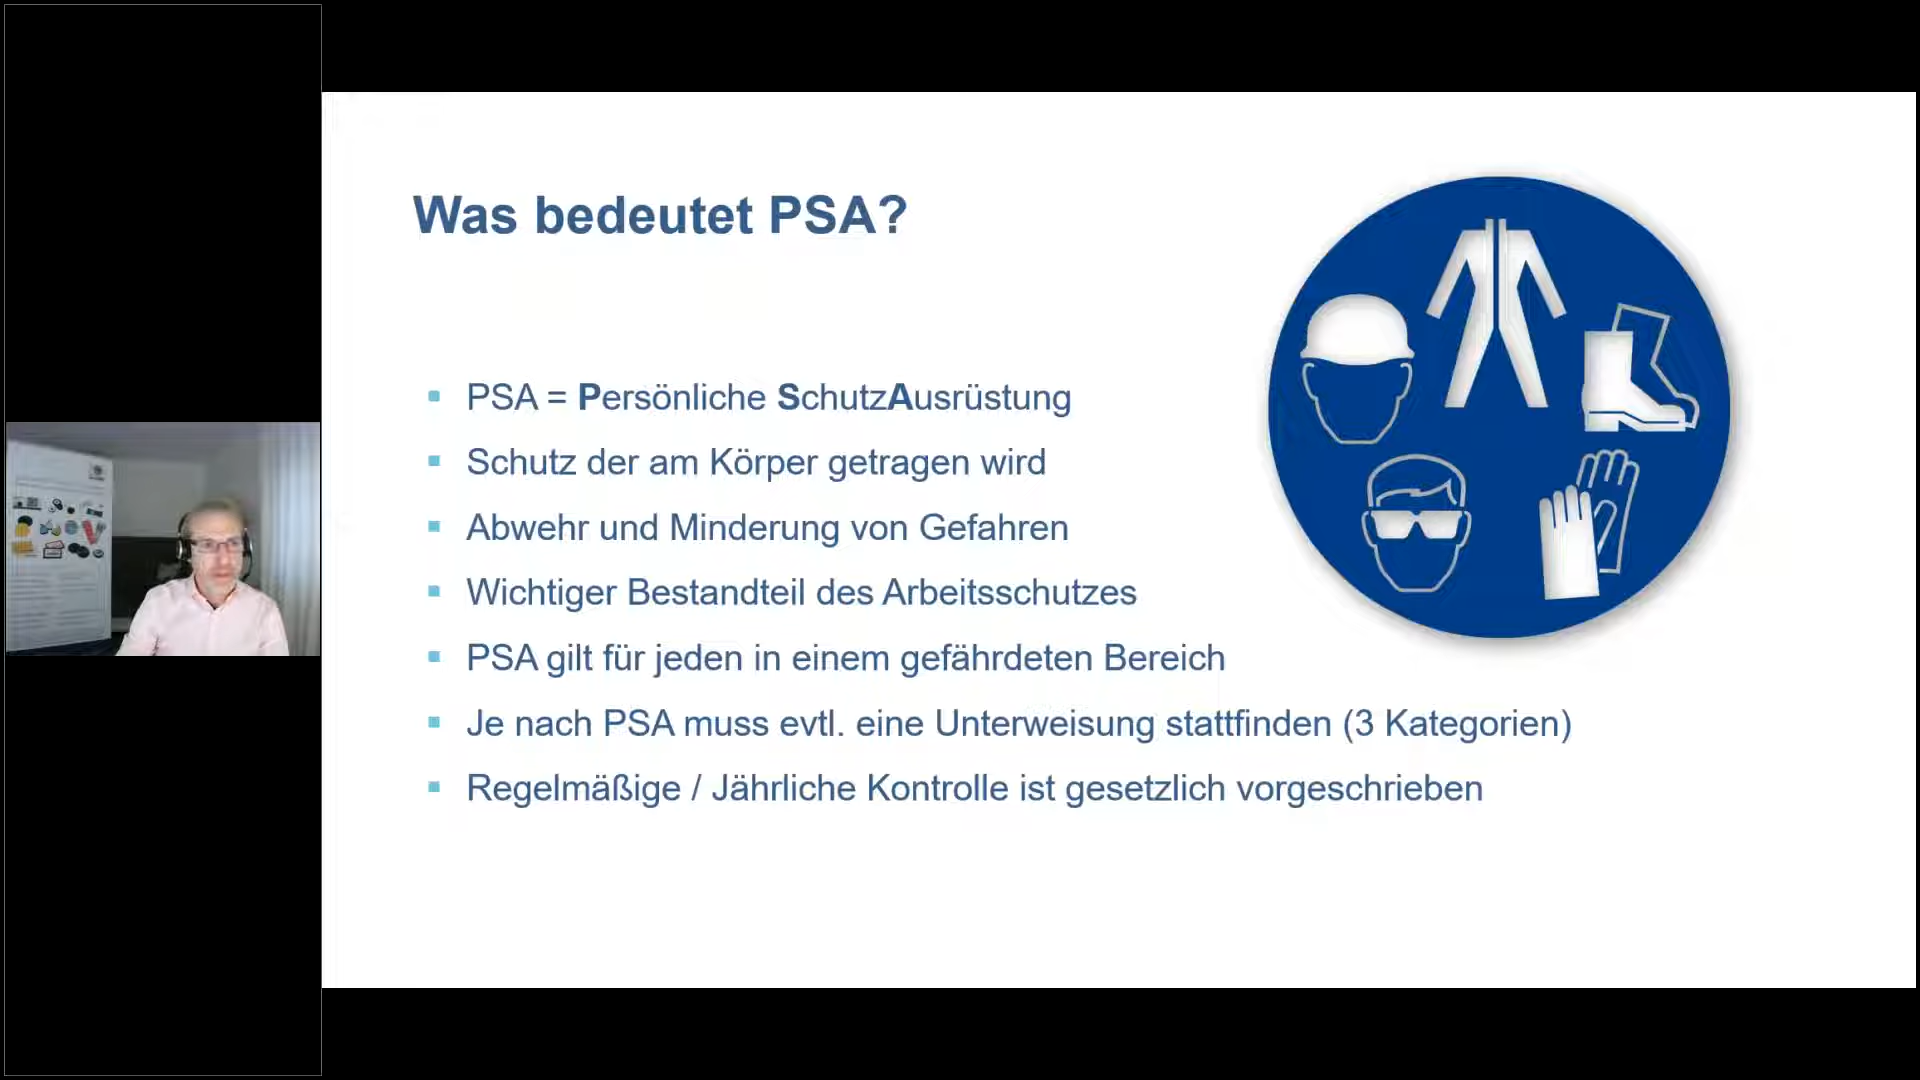 Was bedeutet PSA?
PSA = Persönliche SchutzAusrüstung
Schutz der am Körper getragen wird
Abwehr und Minderung von Gefahren
Wichtiger Bestandteil des Arbeitsschutzes
PSA gilt für jeden in einem gefährdeten Bereich
Je nach PSA muss evtl. eine Unterweisung stattfinden (3 Kategorien)
Regelmäßige / Jährliche Kontrolle ist gesetzlich vorgeschrieben